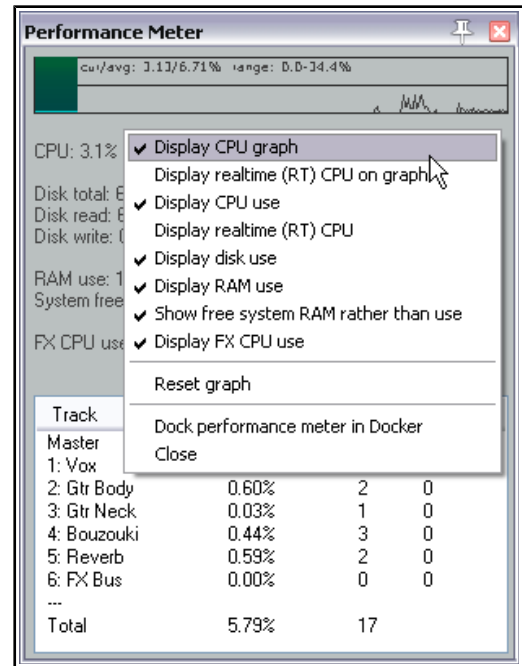 Performance Meter
cur/avg: 3.13/6.71% range: 0.0-34.4%
CPU: 3.1%
Disk total: 6
Disk read: 6
Disk write: 0
RAM use: 1
System free
FX CPU use
Display CPU graph
Display realtime (RT) CPU on graph
Display CPU use
Display realtime (RT) CPU
Display disk use
Display RAM use
Show free system RAM rather than use
Display FX CPU use
Reset graph
Dock performance meter in Docker
Close
Track
Master
1: Vox
2: Gtr Body 0.60% 2 0
3: Gtr Neck 0.03% 1 0
4: Bouzouki 0.44% 3 0
5: Reverb 0.59% 2 0
6: FX Bus 0.00% 0 0
---
Total 5.79% 17